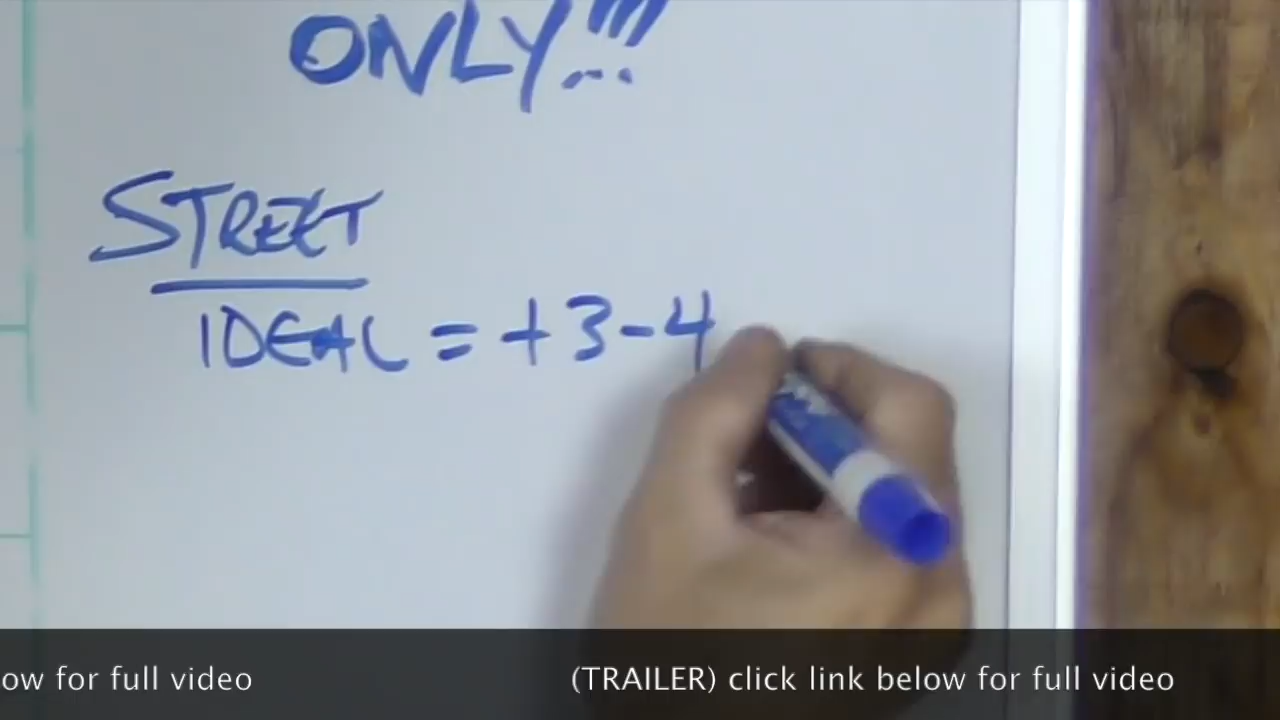 ONLY!!!
STREET
IDEAL = +3-4
ow for full video (TRAILER) click link below for full video